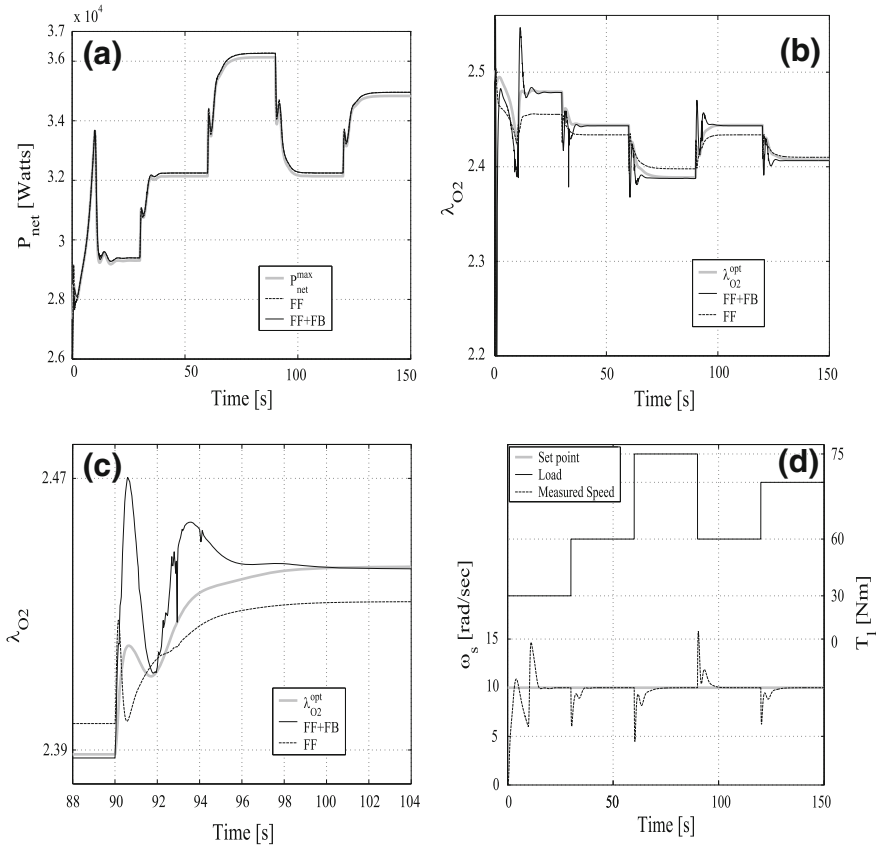 x 10⁴
(a)
3.6
3.4
3.2
3
2.8
2.6
0
50
100
150
P_net [Watts]
Time [s]
P_net^max
FF
FF+FB
(b)
2.5
2.4
2.3
2.2
0
50
100
150
λ_O2
Time [s]
λ_O2^opt
FF+FB
FF
(c)
2.47
2.39
88
90
92
94
96
98
100
102
104
λ_O2
Time [s]
λ_O2^opt
FF+FB
FF
(d)
Set point
Load
Measured Speed
75
60
30
0
15
10
5
0
0
50
100
150
ω_s [rad/sec]
T_l [Nm]
Time [s]